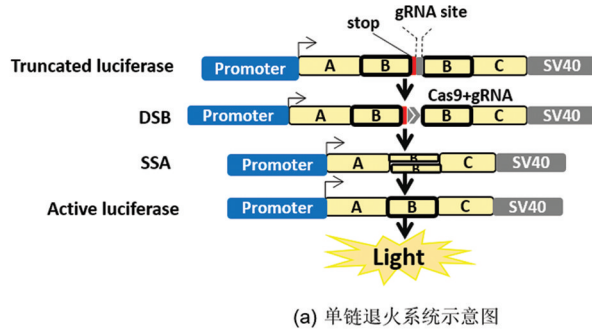 stop gRNA site
Truncated luciferase Promoter A B B C SV40
Cas9+gRNA
DSB Promoter A B B C SV40
SSA Promoter A B B C SV40
Active luciferase Promoter A B C SV40
Light
(a) 单链退火系统示意图